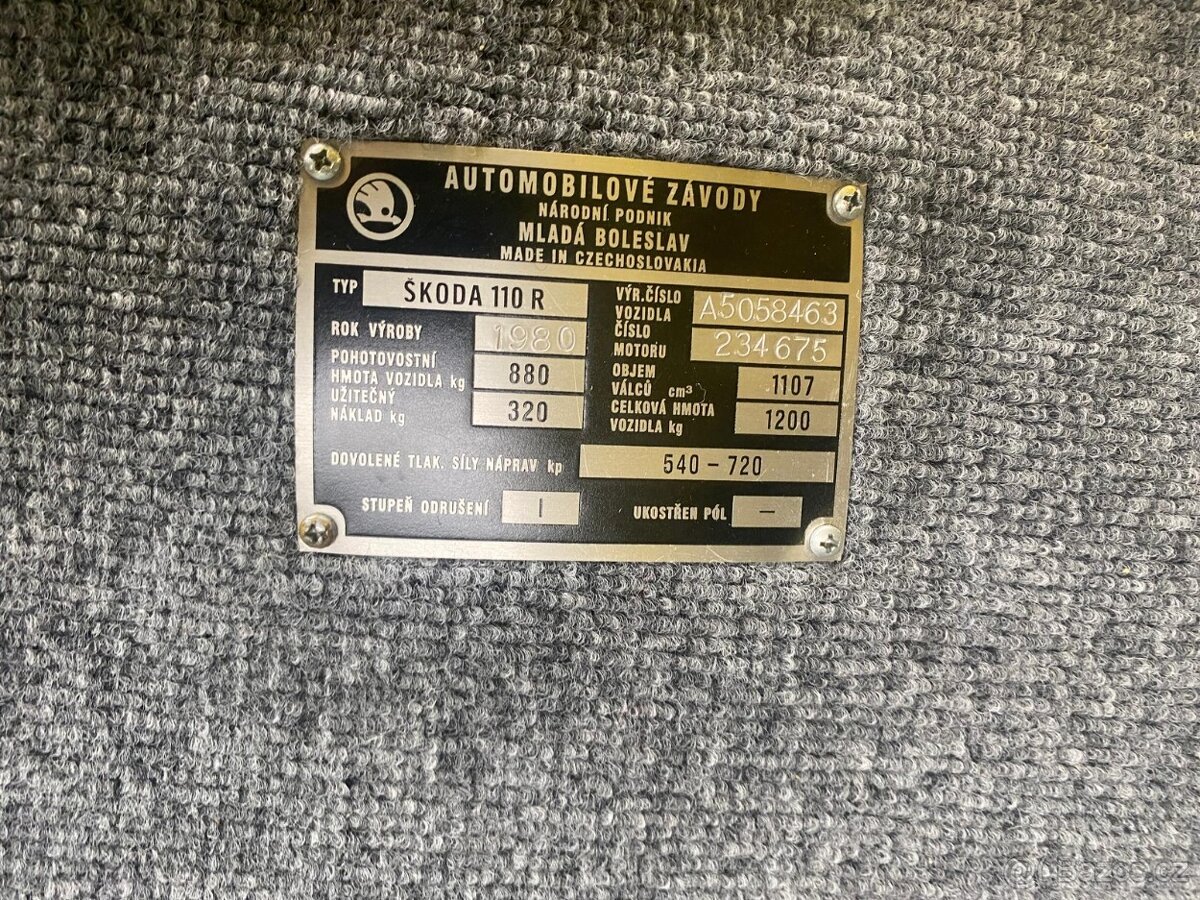 AUTOMOBILOVÉ ZÁVODY
NÁRODNÍ PODNIK
MLADÁ BOLESLAV
MADE IN CZECHOSLOVAKIA
TYP ŠKODA 110 R
ROK VÝROBY 1980
POHOTOVOSTNÍ
HMOTA VOZIDLA kg 880
UŽITEČNÝ
NÁKLAD kg 320
VÝR.ČÍSLO
VOZIDLA A5058463
ČÍSLO
MOTORU 234675
OBJEM
VÁLCŮ cm³ 1107
CELKOVÁ HMOTA
VOZIDLA kg 1200
DOVOLENÉ TLAK. SÍLY NÁPRAV kp 540 - 720
STUPEŇ ODRUŠENÍ I
UKOSTŘEN PÓL –
Bazos.cz